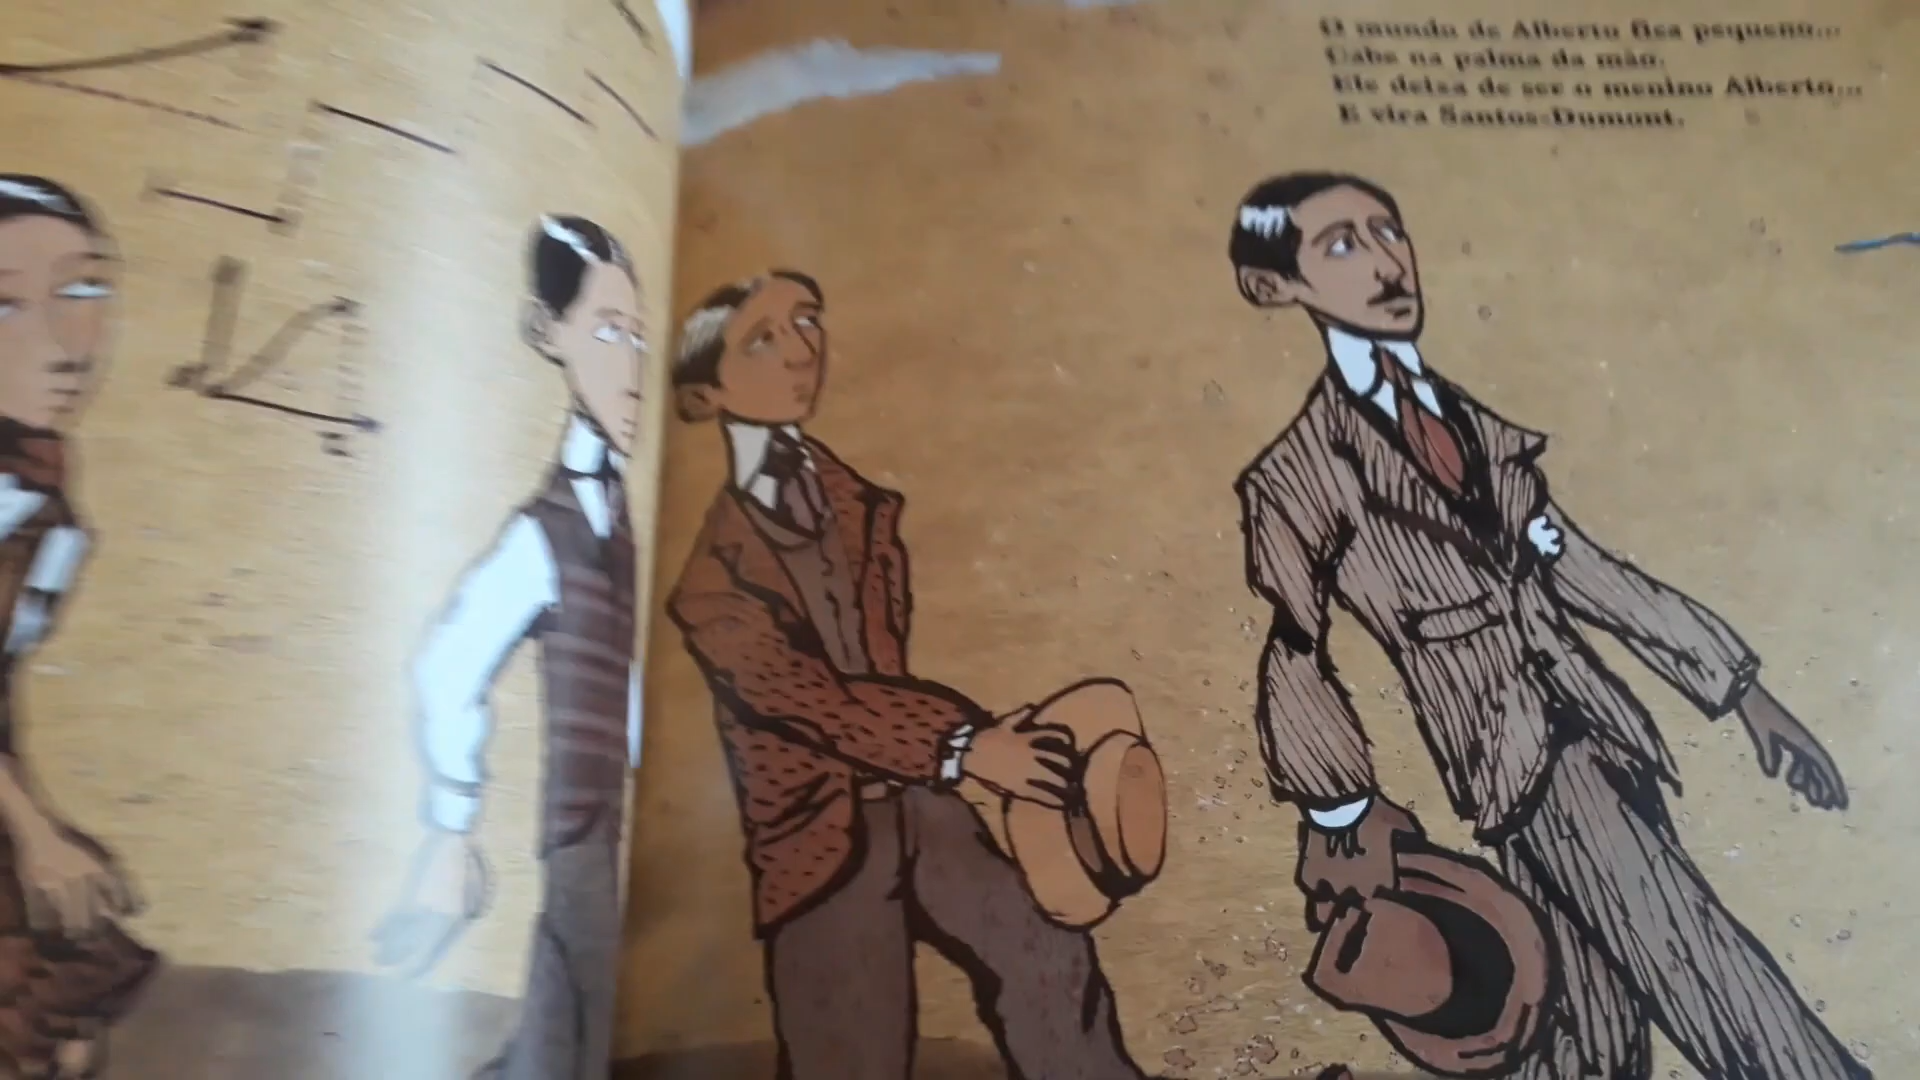 O mundo de Alberto fica pequeno...
Cabe na palma da mão.
Ele deixa de ser o menino Alberto...
E vira Santos-Dumont.